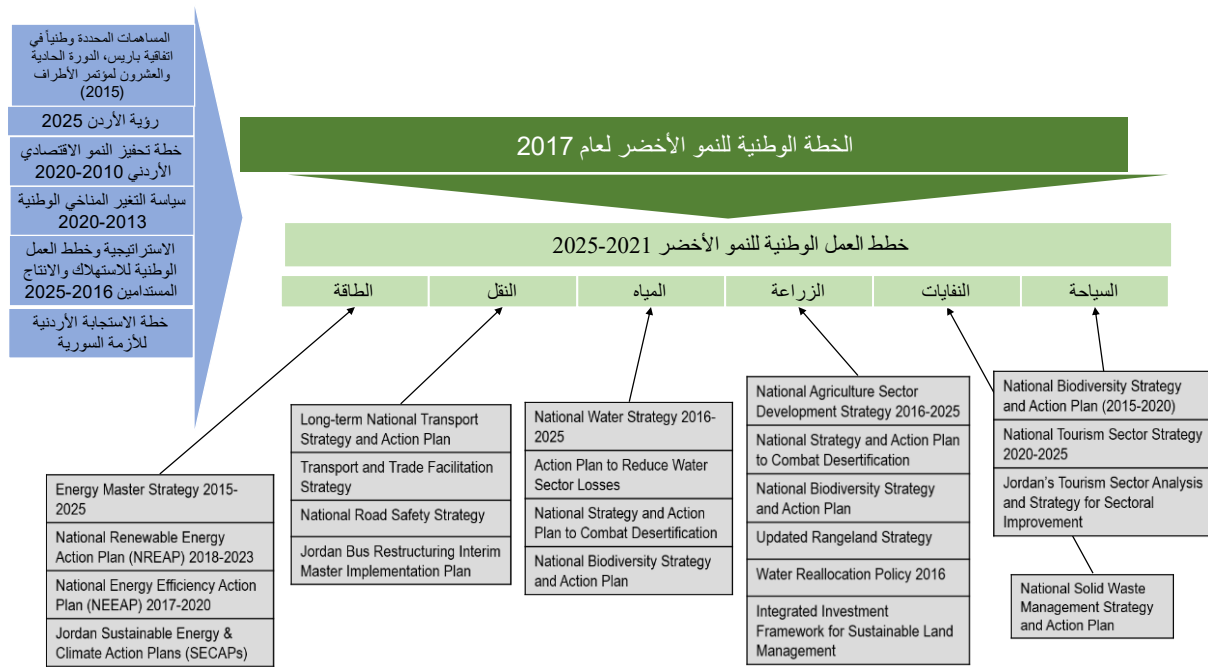 المساهمات المحددة وطنياً في
اتفاقية باريس، الدورة الحادية
والعشرون لمؤتمر الأطراف
(2015)
رؤية الأردن 2025
خطة تحفيز النمو الاقتصادي
الأردني 2010-2020
سياسة التغير المناخي الوطنية
2013-2020
الاستراتيجية وخطط العمل
الوطنية للاستهلاك والانتاج
المستدامين 2016-2025
خطة الاستجابة الأردنية
للأزمة السورية
الخطة الوطنية للنمو الأخضر لعام 2017
خطط العمل الوطنية للنمو الأخضر 2021-2025
الطاقة
النقل
المياه
الزراعة
النفايات
السياحة
Energy Master Strategy 2015-
2025
National Renewable Energy
Action Plan (NREAP) 2018-2023
National Energy Efficiency Action
Plan (NEEAP) 2017-2020
Jordan Sustainable Energy &
Climate Action Plans (SECAPs)
Long-term National Transport
Strategy and Action Plan
Transport and Trade Facilitation
Strategy
National Road Safety Strategy
Jordan Bus Restructuring Interim
Master Implementation Plan
National Water Strategy 2016-
2025
Action Plan to Reduce Water
Sector Losses
National Strategy and Action
Plan to Combat Desertification
National Biodiversity Strategy
and Action Plan
National Agriculture Sector
Development Strategy 2016-2025
National Strategy and Action Plan
to Combat Desertification
National Biodiversity Strategy
and Action Plan
Updated Rangeland Strategy
Water Reallocation Policy 2016
Integrated Investment
Framework for Sustainable Land
Management
National Biodiversity Strategy
and Action Plan (2015-2020)
National Tourism Sector Strategy
2020-2025
Jordan's Tourism Sector Analysis
and Strategy for Sectoral
Improvement
National Solid Waste
Management Strategy
and Action Plan